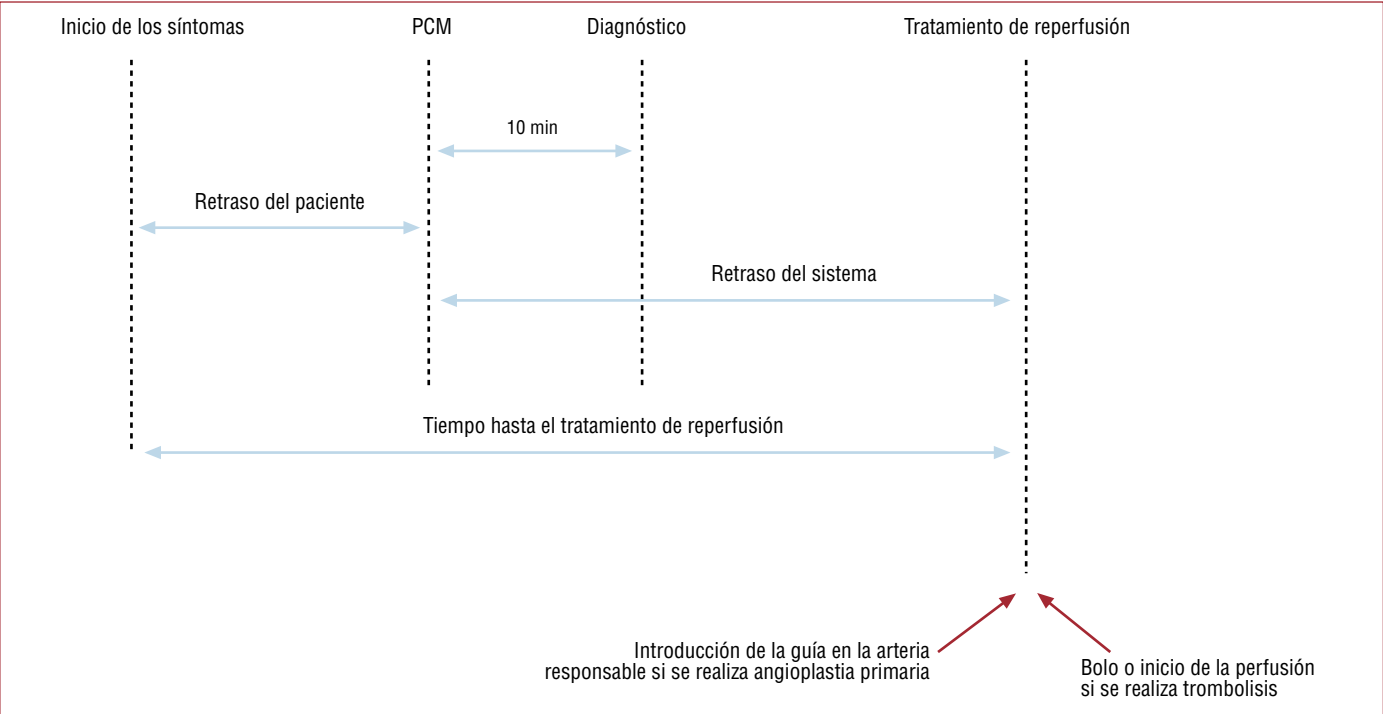 Inicio de los síntomas
PCM
Diagnóstico
Tratamiento de reperfusión
10 min
Retraso del paciente
Retraso del sistema
Tiempo hasta el tratamiento de reperfusión
Introducción de la guía en la arteria
responsable si se realiza angioplastia primaria
Bolo o inicio de la perfusión
si se realiza trombolisis